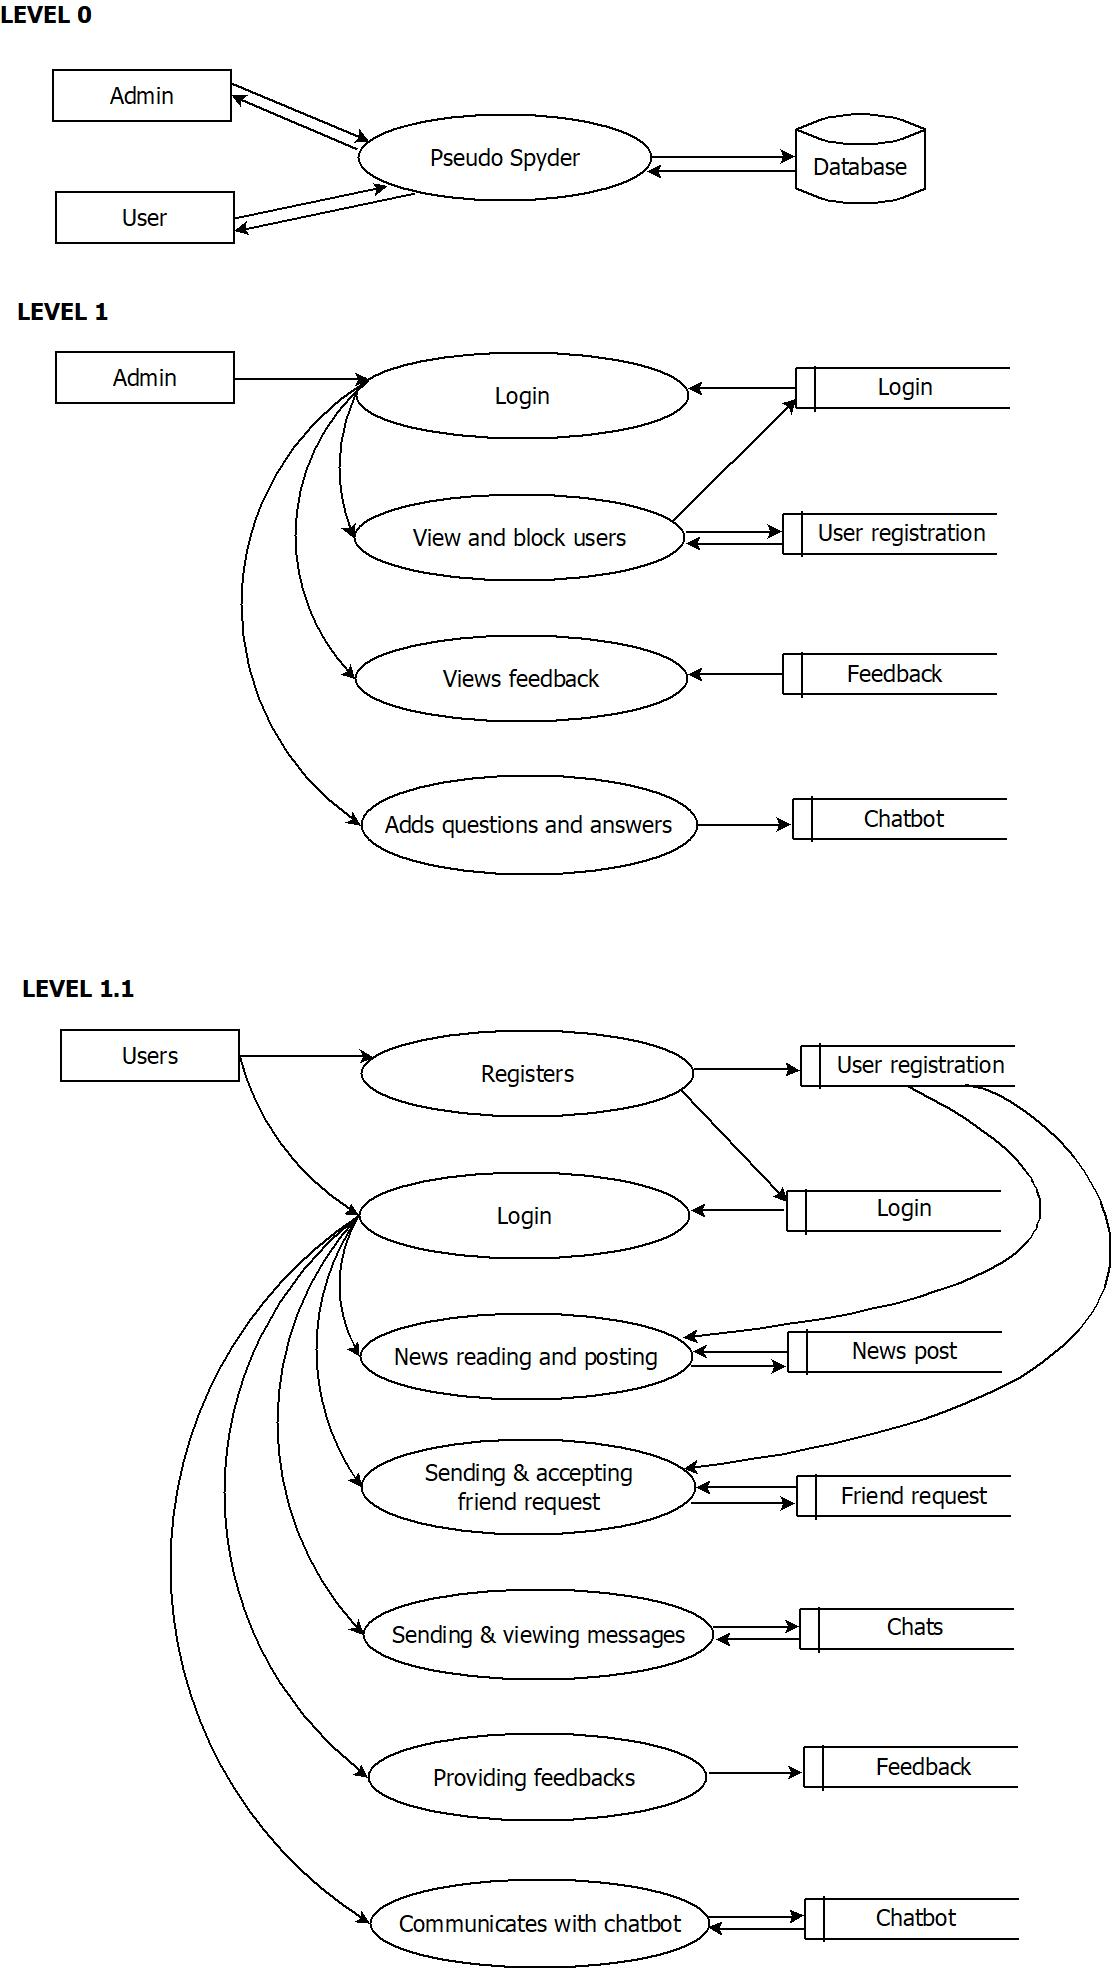 LEVEL 0
Admin
Pseudo Spyder
Database
User
LEVEL 1
Admin
Login
Login
View and block users
User registration
Views feedback
Feedback
Adds questions and answers
Chatbot
LEVEL 1.1
Users
Registers
User registration
Login
Login
News reading and posting
News post
Sending & accepting
friend request
Friend request
Sending & viewing messages
Chats
Providing feedbacks
Feedback
Communicates with chatbot
Chatbot